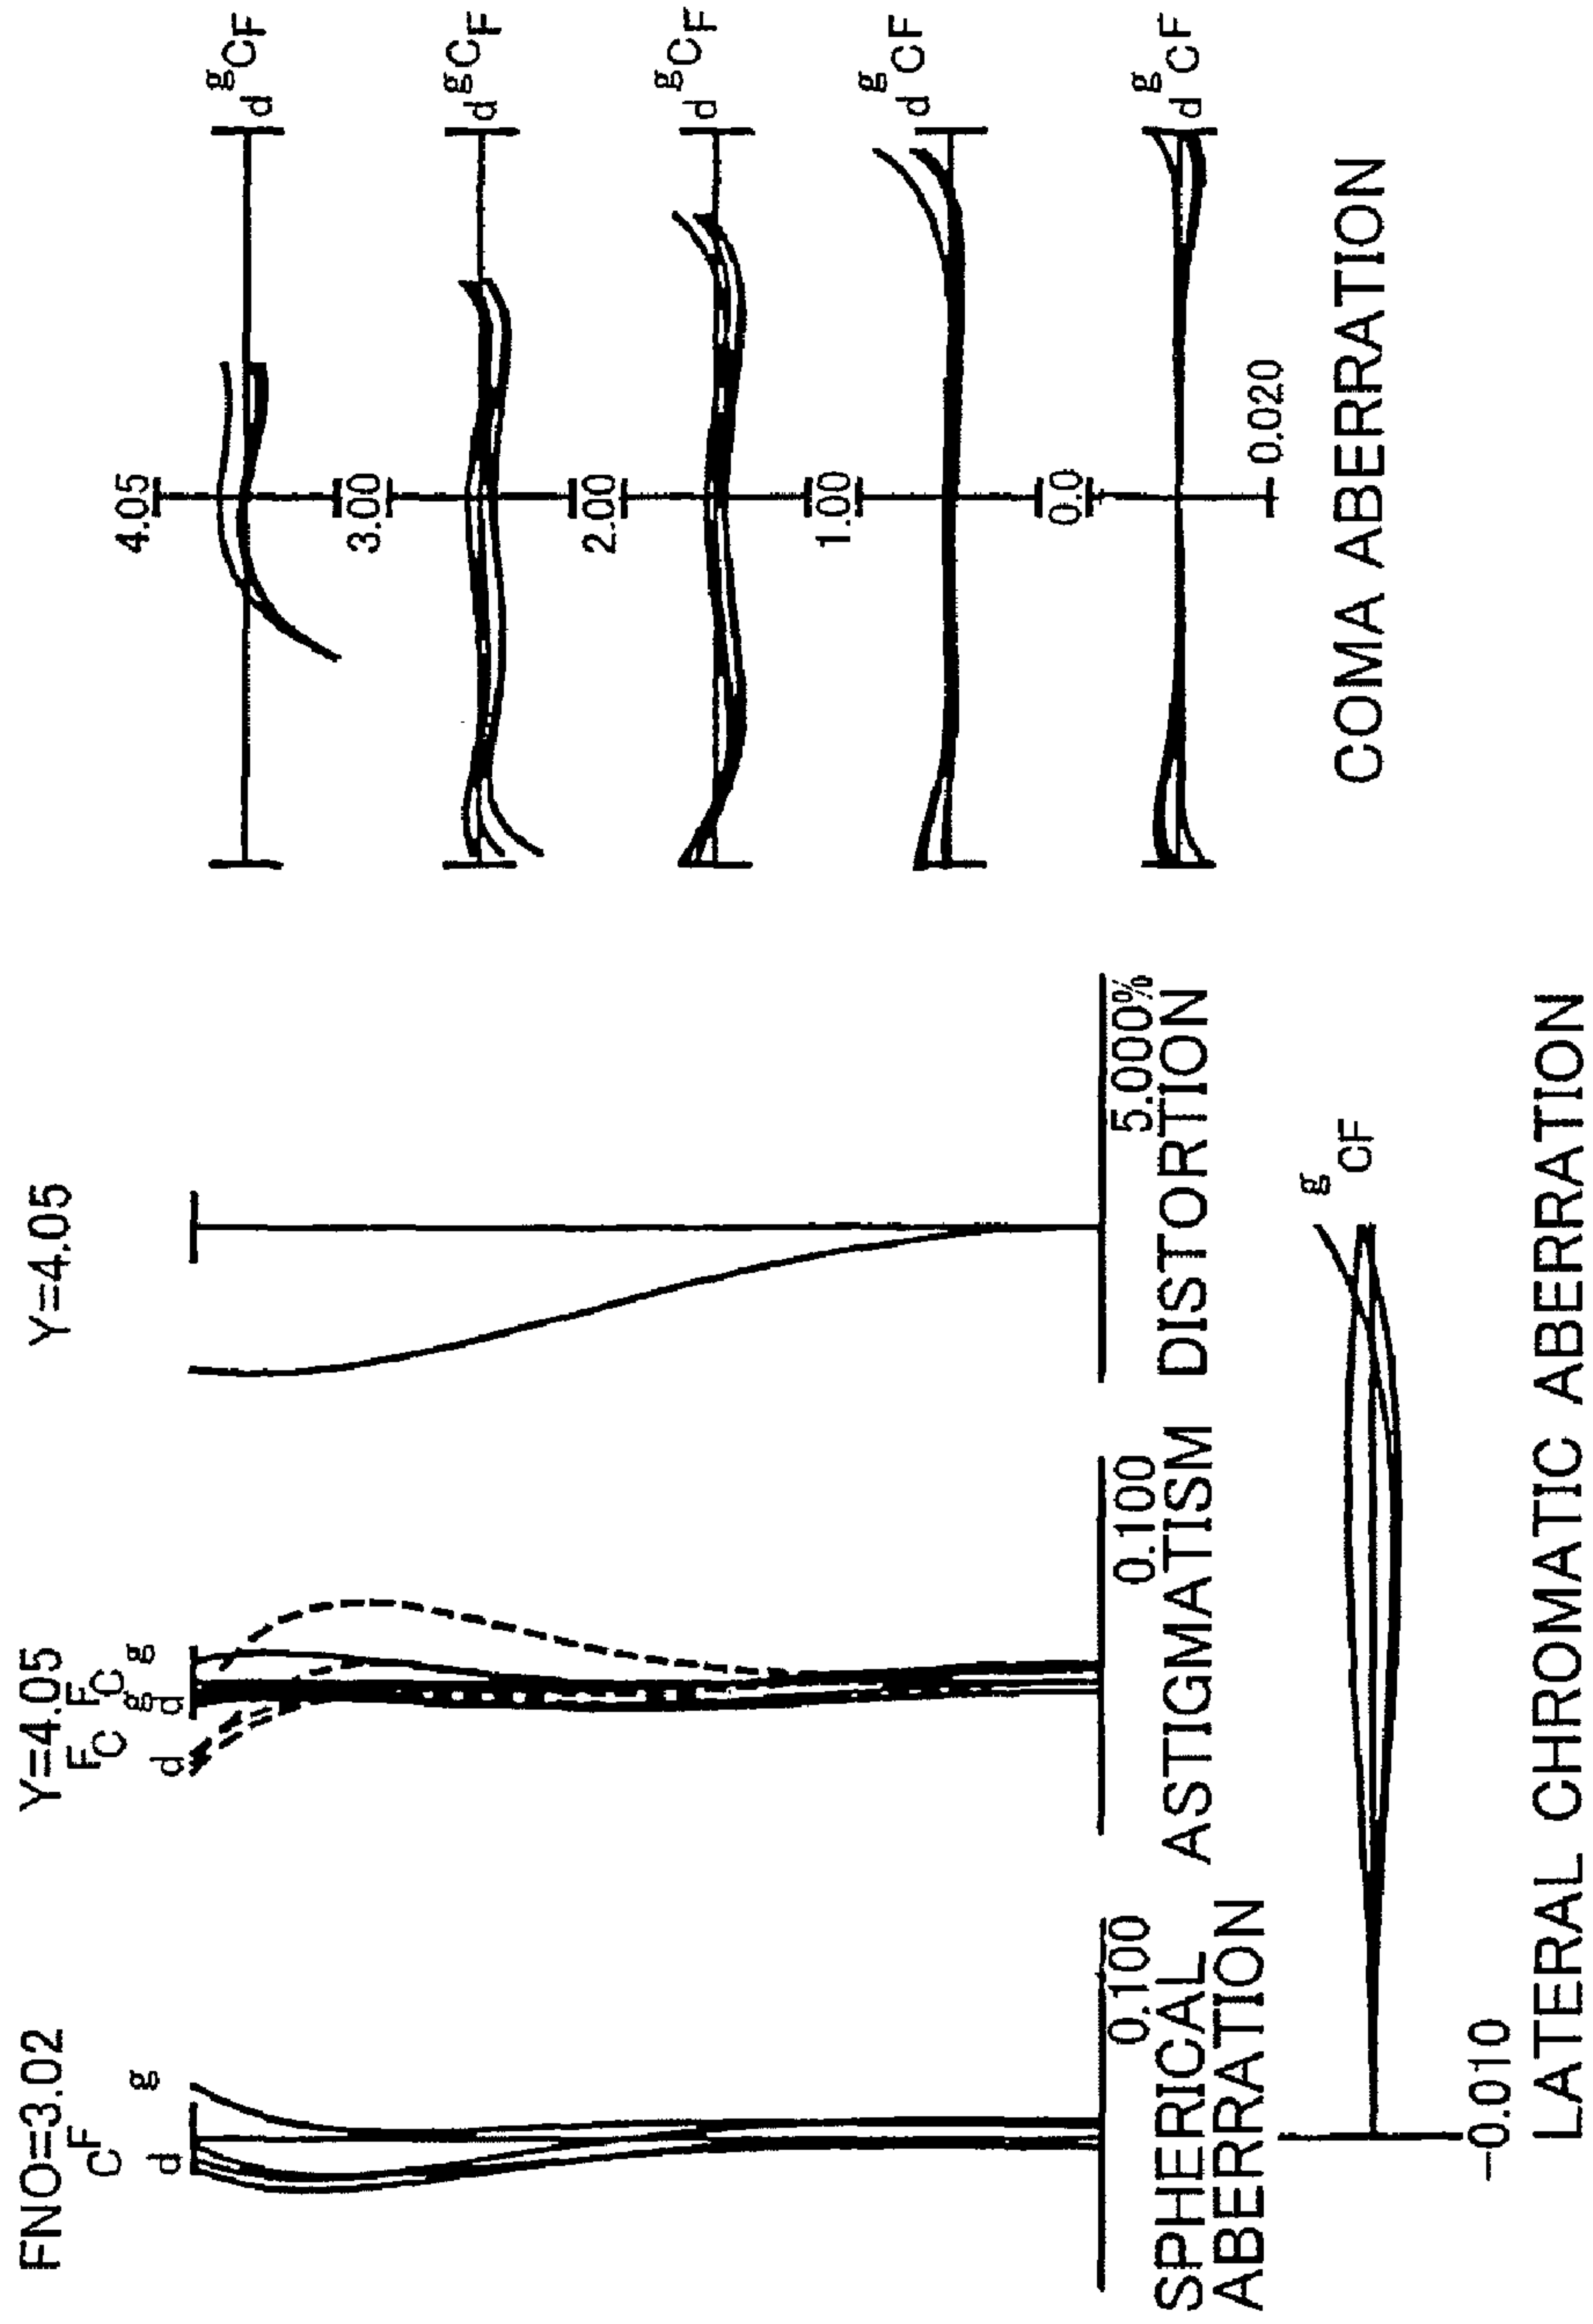 FNO=3.02
F
C
g
d
0.100
SPHERICAL
ABERRATION
Y=4.05
F
C
d
F
C
g
g
d
0.100
ASTIGMATISM
Y=4.05
5.000%
DISTORTION
4.05
g
C
F
d
3.00
g
C
F
d
2.00
g
C
F
d
1.00
g
C
F
d
0.0
g
C
F
d
0.020
COMA ABERRATION
g
CF
-0.010
LATERAL CHROMATIC ABERRATION